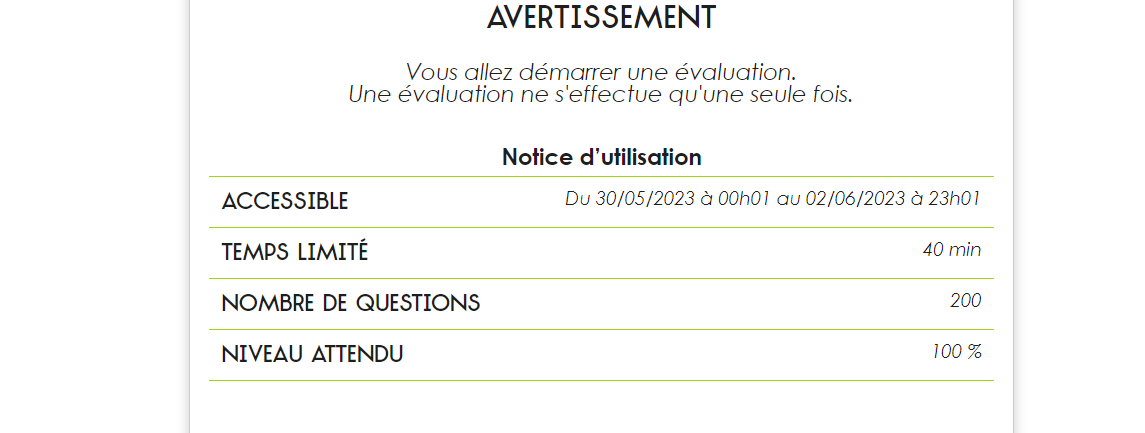 AVERTISSEMENT
Vous allez démarrer une évaluation.
Une évaluation ne s'effectue qu'une seule fois.
Notice d’utilisation
ACCESSIBLE Du 30/05/2023 à 00h01 au 02/06/2023 à 23h01
TEMPS LIMITÉ 40 min
NOMBRE DE QUESTIONS 200
NIVEAU ATTENDU 100 %